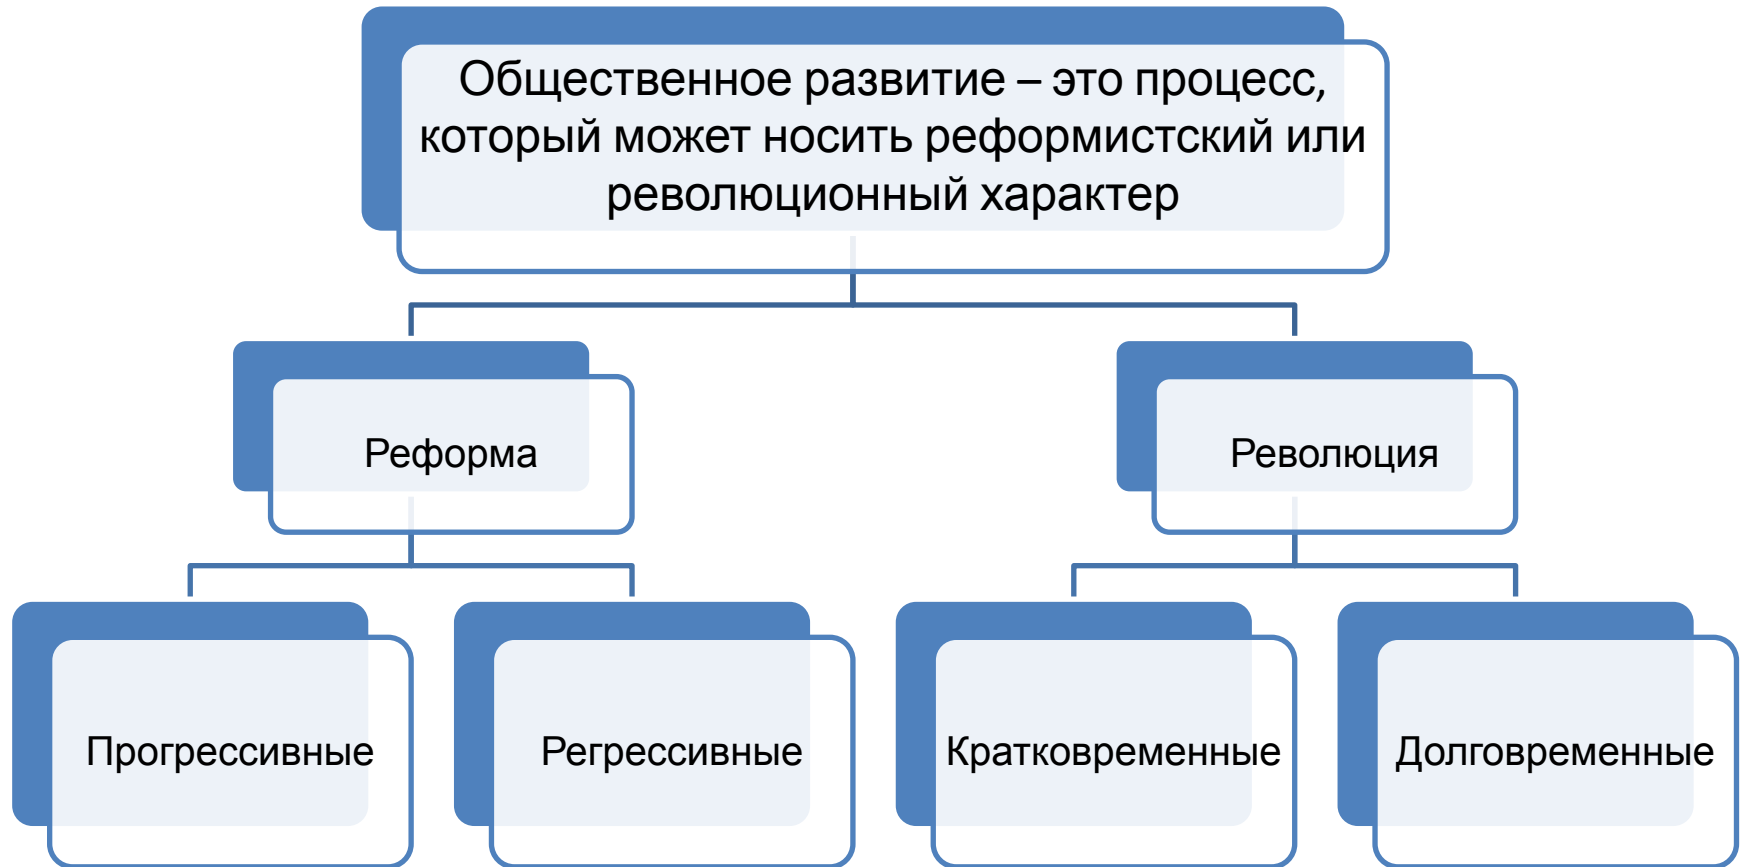 Общественное развитие – это процесс,
который может носить реформистский или
революционный характер
Реформа
Революция
Прогрессивные
Регрессивные
Кратковременные
Долговременные